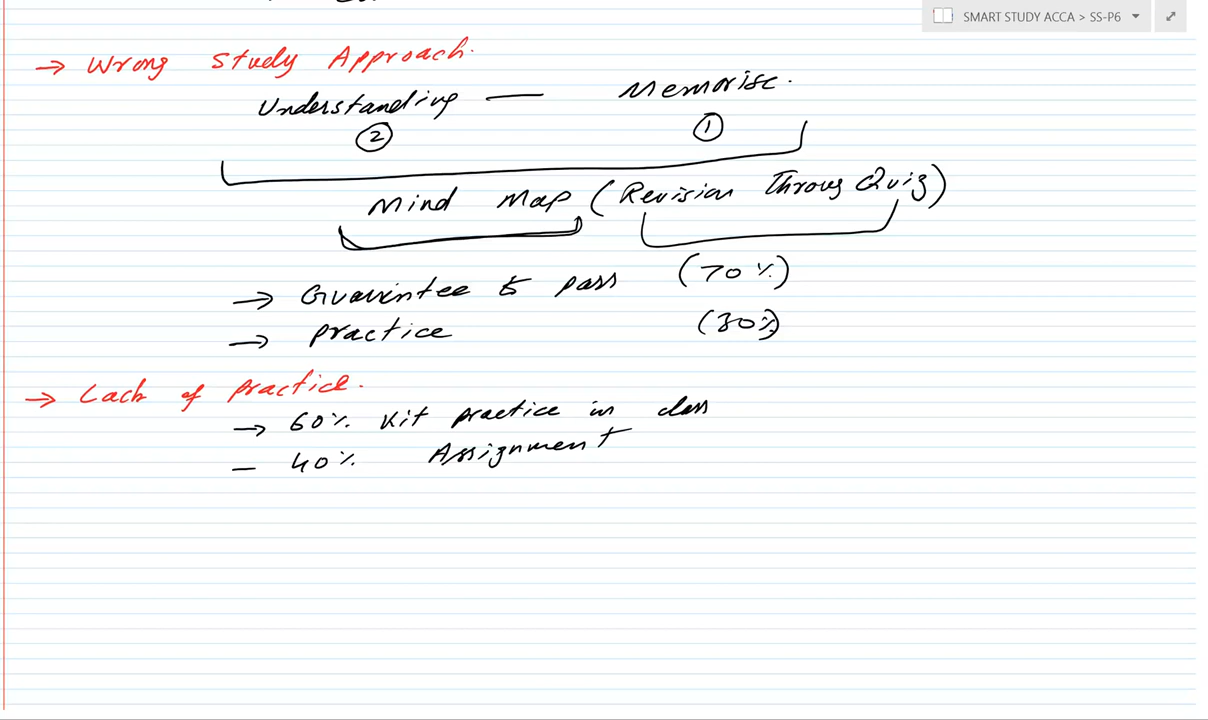 SMART STUDY ACCA > SS-P6
→ Wrong Study Approach.
Understanding — Memorise.
② ①
Mind Map (Revision Throug Quiz)
→ Guarintee to pass (70%)
→ practice (30%)
→ Lack of practice.
→ 60% Kit practice in class
– 40% Assignment